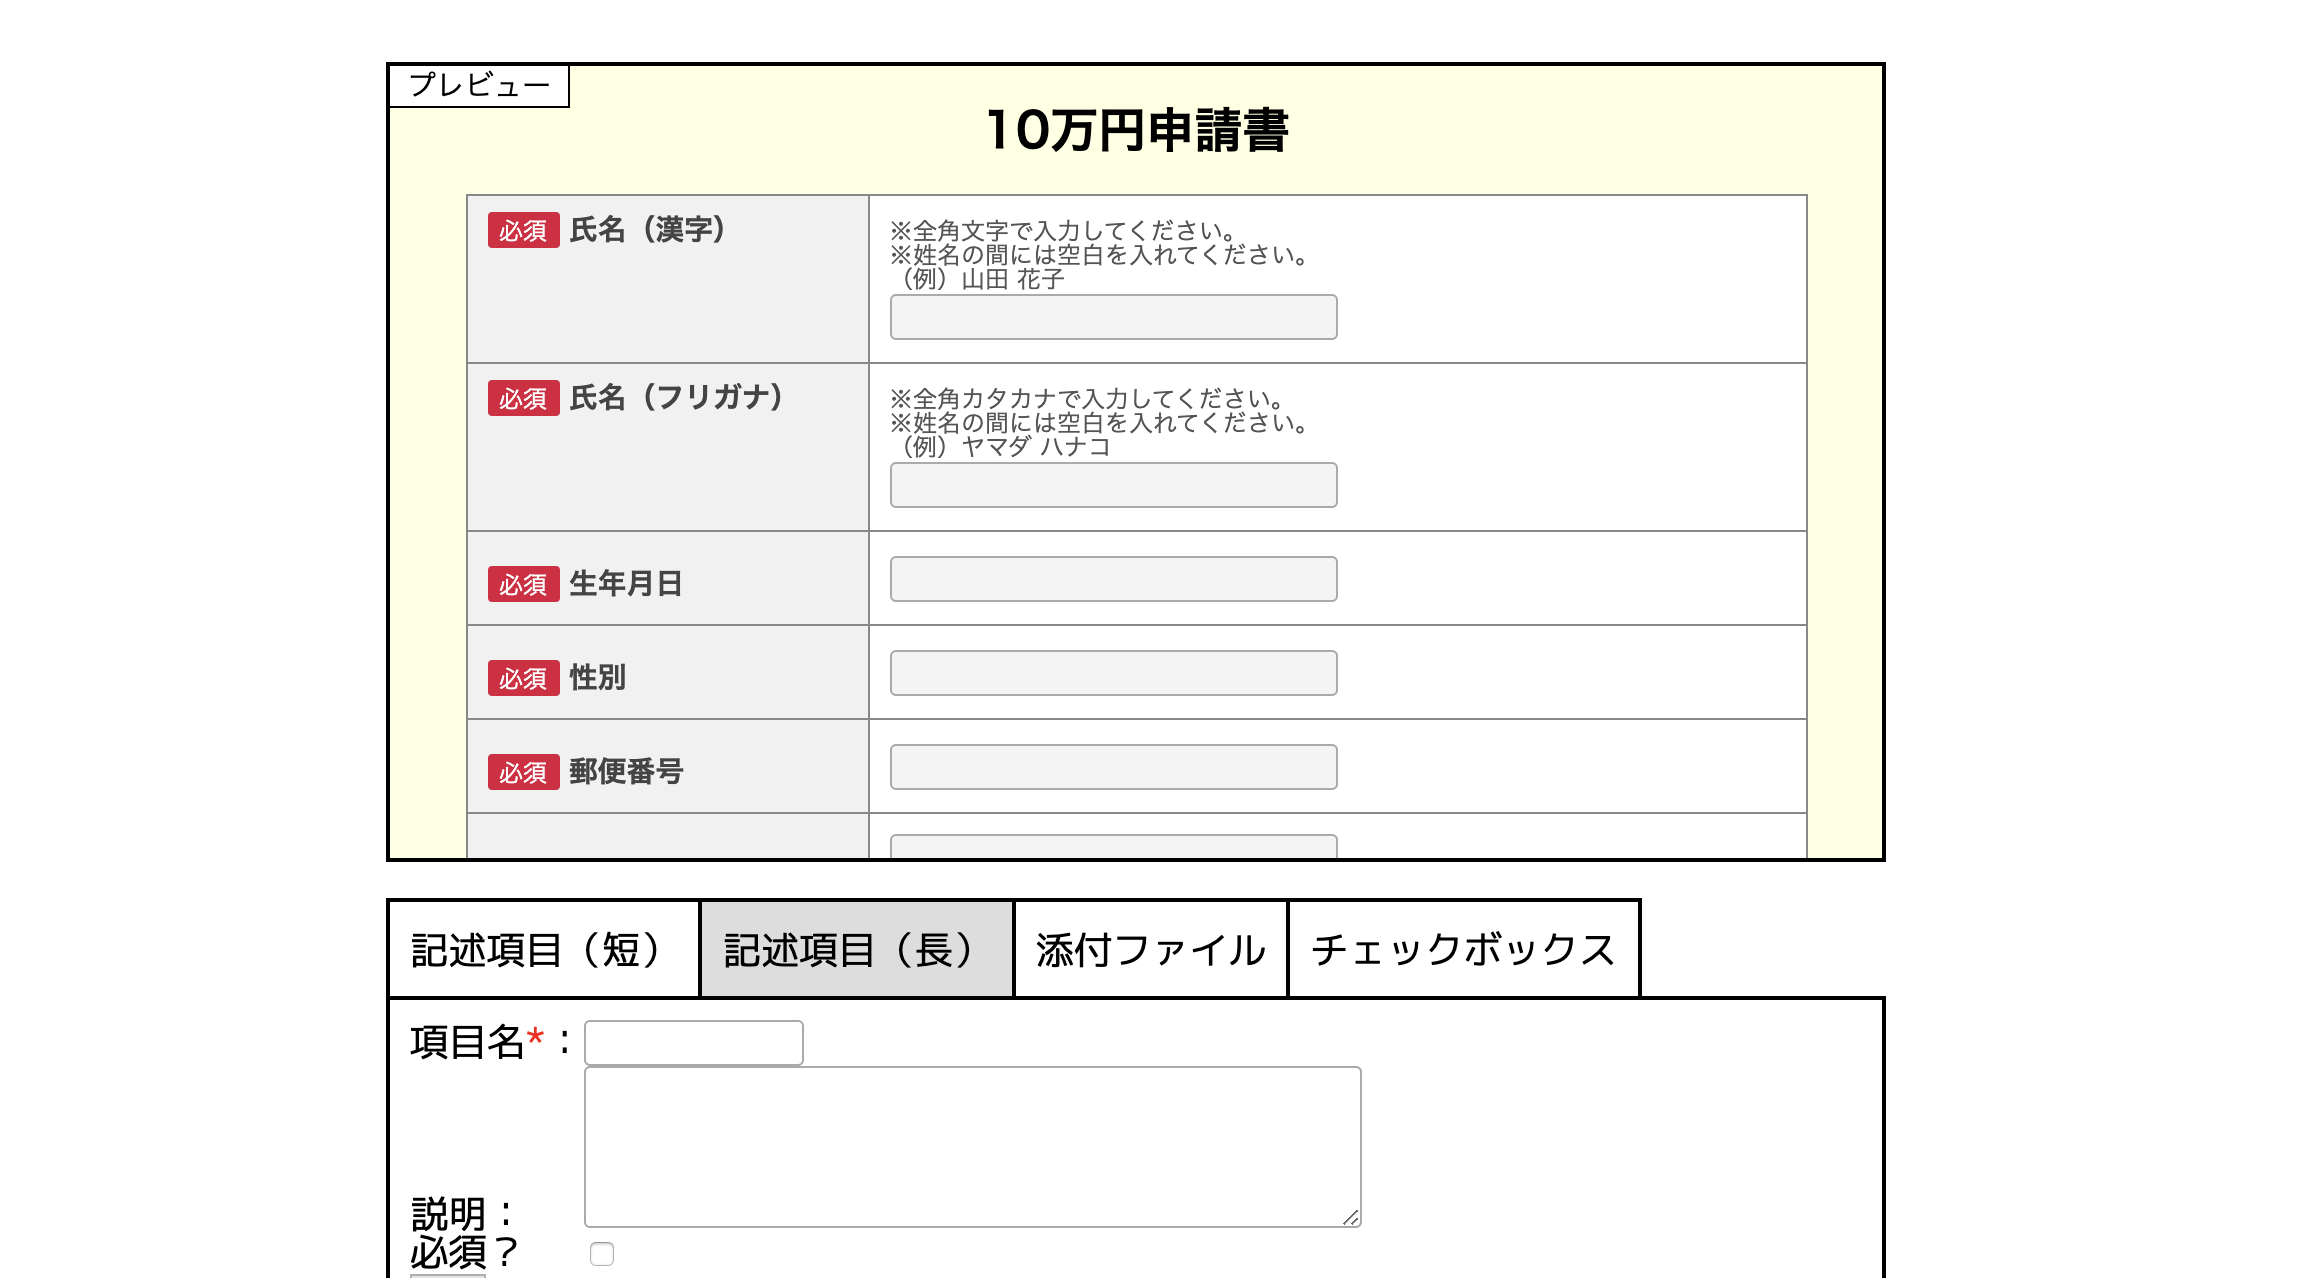 プレビュー
10万円申請書
必須 氏名（漢字）
※全角文字で入力してください。
※姓名の間には空白を入れてください。
（例）山田 花子
必須 氏名（フリガナ）
※全角カタカナで入力してください。
※姓名の間には空白を入れてください。
（例）ヤマダ ハナコ
必須 生年月日
必須 性別
必須 郵便番号
記述項目（短） 記述項目（長） 添付ファイル チェックボックス
項目名*：
説明：
必須？